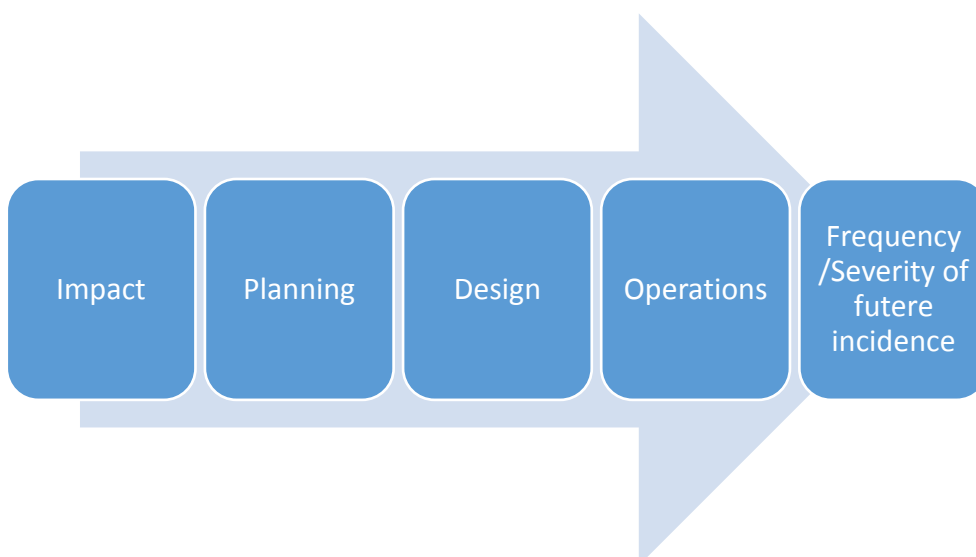 Impact
Planning
Design
Operations
Frequency
/Severity of
futere
incidence